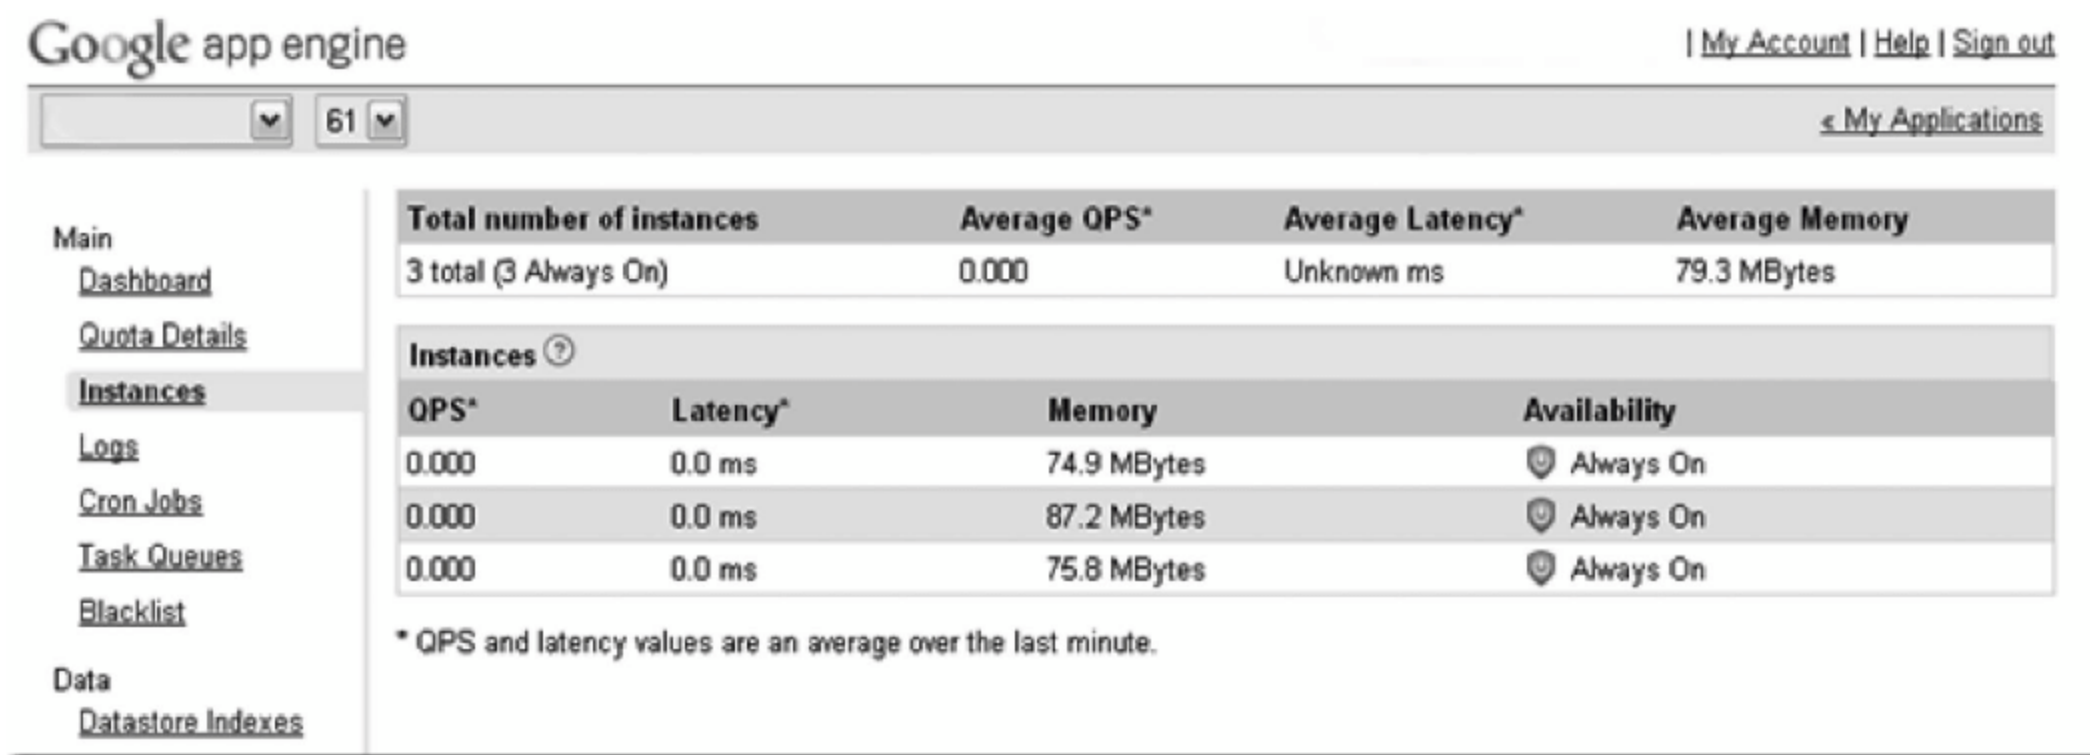 Google app engine
| My Account | Help | Sign out
61
« My Applications
Main
Dashboard
Quota Details
Instances
Logs
Cron Jobs
Task Queues
Blacklist
Data
Datastore Indexes
Total number of instances Average QPS* Average Latency* Average Memory
3 total (3 Always On) 0.000 Unknown ms 79.3 MBytes
Instances ?
QPS* Latency* Memory Availability
0.000 0.0 ms 74.9 MBytes Always On
0.000 0.0 ms 87.2 MBytes Always On
0.000 0.0 ms 75.8 MBytes Always On
* QPS and latency values are an average over the last minute.